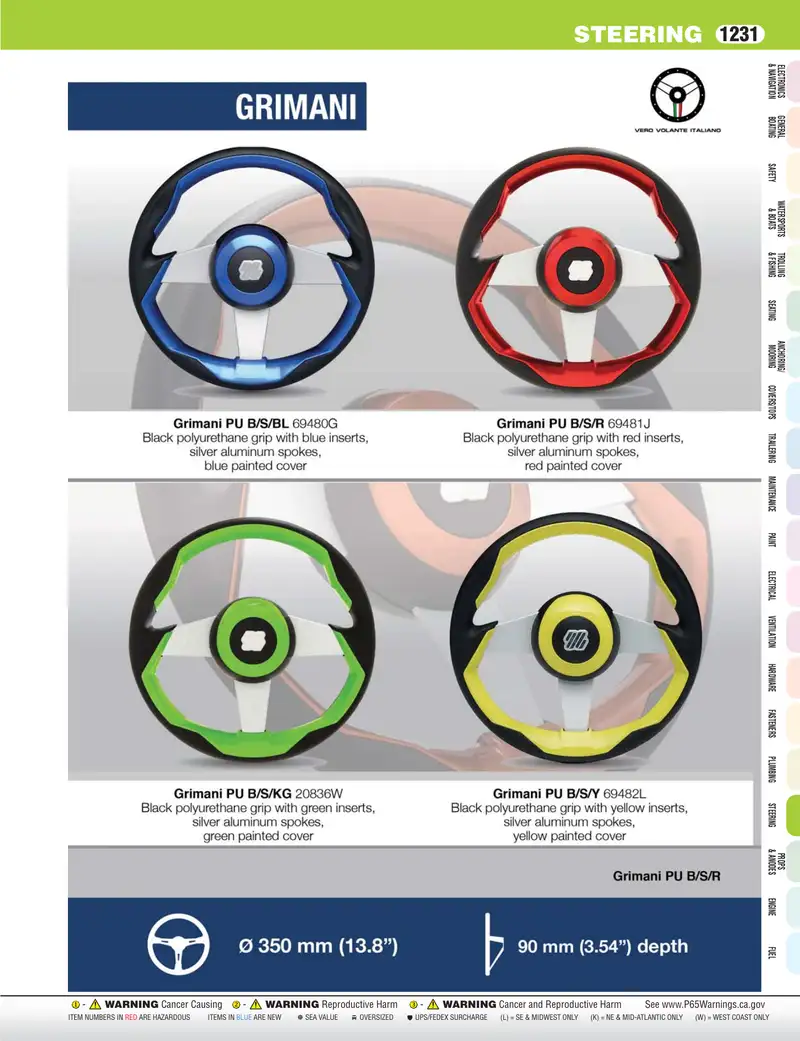 STEERING 1231
GRIMANI
VERO VOLANTE ITALIANO
Grimani PU B/S/BL 69480G
Black polyurethane grip with blue inserts,
silver aluminum spokes,
blue painted cover
Grimani PU B/S/R 69481J
Black polyurethane grip with red inserts,
silver aluminum spokes,
red painted cover
Grimani PU B/S/KG 20836W
Black polyurethane grip with green inserts,
silver aluminum spokes,
green painted cover
Grimani PU B/S/Y 69482L
Black polyurethane grip with yellow inserts,
silver aluminum spokes,
yellow painted cover
Grimani PU B/S/R
Ø 350 mm (13.8”)
90 mm (3.54”) depth
ELECTRONICS
& NAVIGATION
GENERAL
BOATING
SAFETY
WATERSPORTS
& BOATS
TROLLING
& FISHING
SEATING
ANCHORING/
MOORING
COVERS/TOPS
TRAILERING
MAINTENANCE
PAINT
ELECTRICAL
VENTILATION
HARDWARE
FASTENERS
PLUMBING
STEERING
PROPS
& ANODES
ENGINE
FUEL
1 - WARNING Cancer Causing 2 - WARNING Reproductive Harm 3 - WARNING Cancer and Reproductive Harm See www.P65Warnings.ca.gov
ITEM NUMBERS IN RED ARE HAZARDOUS ITEMS IN BLUE ARE NEW SEA VALUE OVERSIZED UPS/FEDEX SURCHARGE (L) = SE & MIDWEST ONLY (K) = NE & MID-ATLANTIC ONLY (W) = WEST COAST ONLY